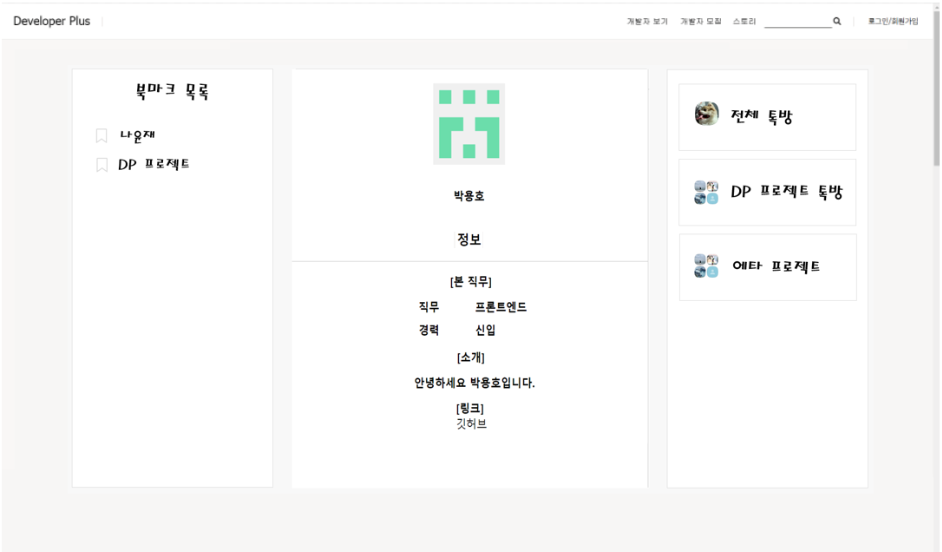 Developer Plus
개발자 보기 개발자 모집 스토리 로그인/회원가입
북마크 목록
나윤재
DP 프로젝트
박용호
정보
[본 직무]
직무 프론트엔드
경력 신입
[소개]
안녕하세요 박용호입니다.
[링크]
깃허브
전체 톡방
DP 프로젝트 톡방
에타 프로젝트